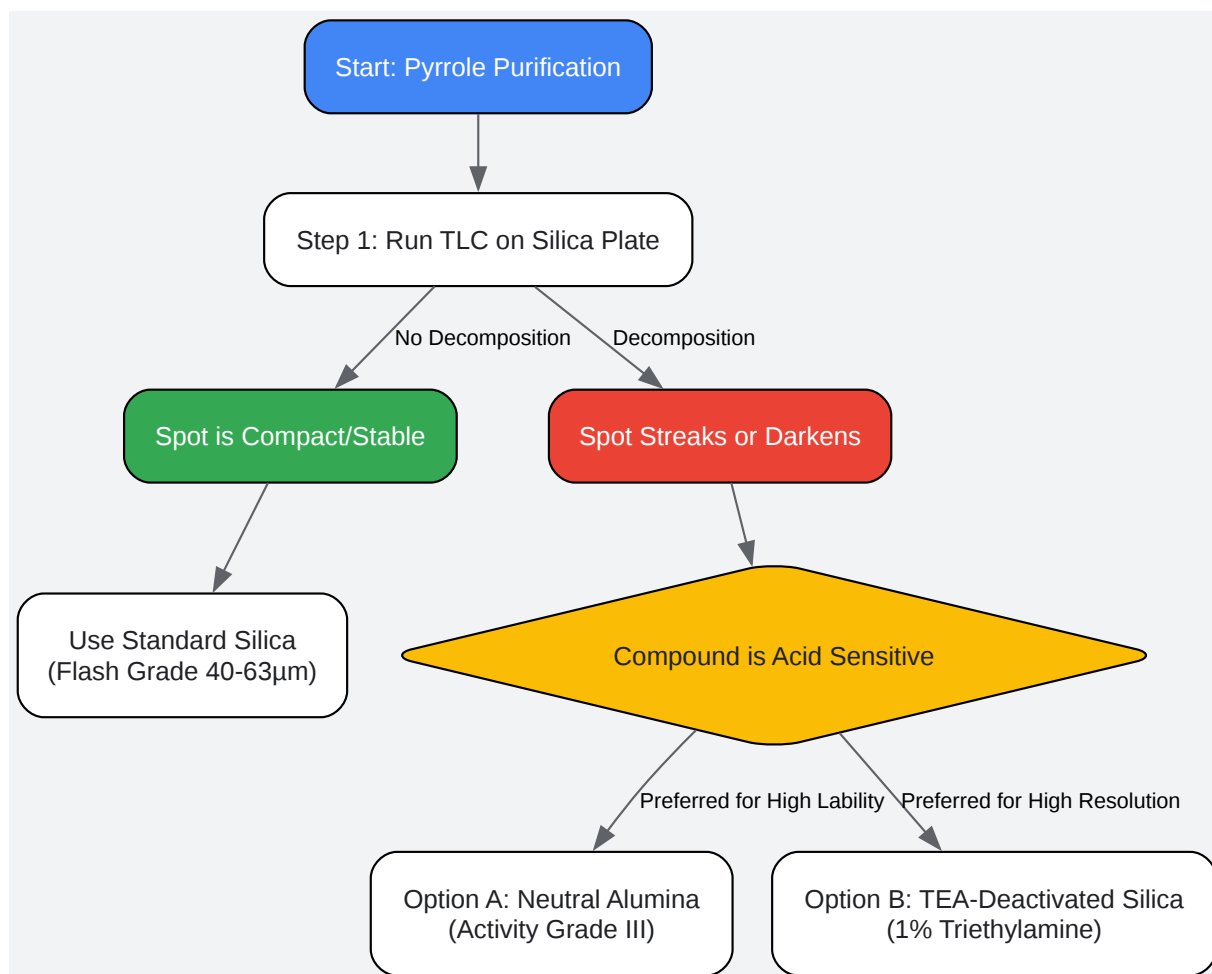 Start: Pyrrole Purification
Step 1: Run TLC on Silica Plate
No Decomposition
Decomposition
Spot is Compact/Stable
Spot Streaks or Darkens
Use Standard Silica
(Flash Grade 40-63µm)
Compound is Acid Sensitive
Preferred for High Lability
Preferred for High Resolution
Option A: Neutral Alumina
(Activity Grade III)
Option B: TEA-Deactivated Silica
(1% Triethylamine)